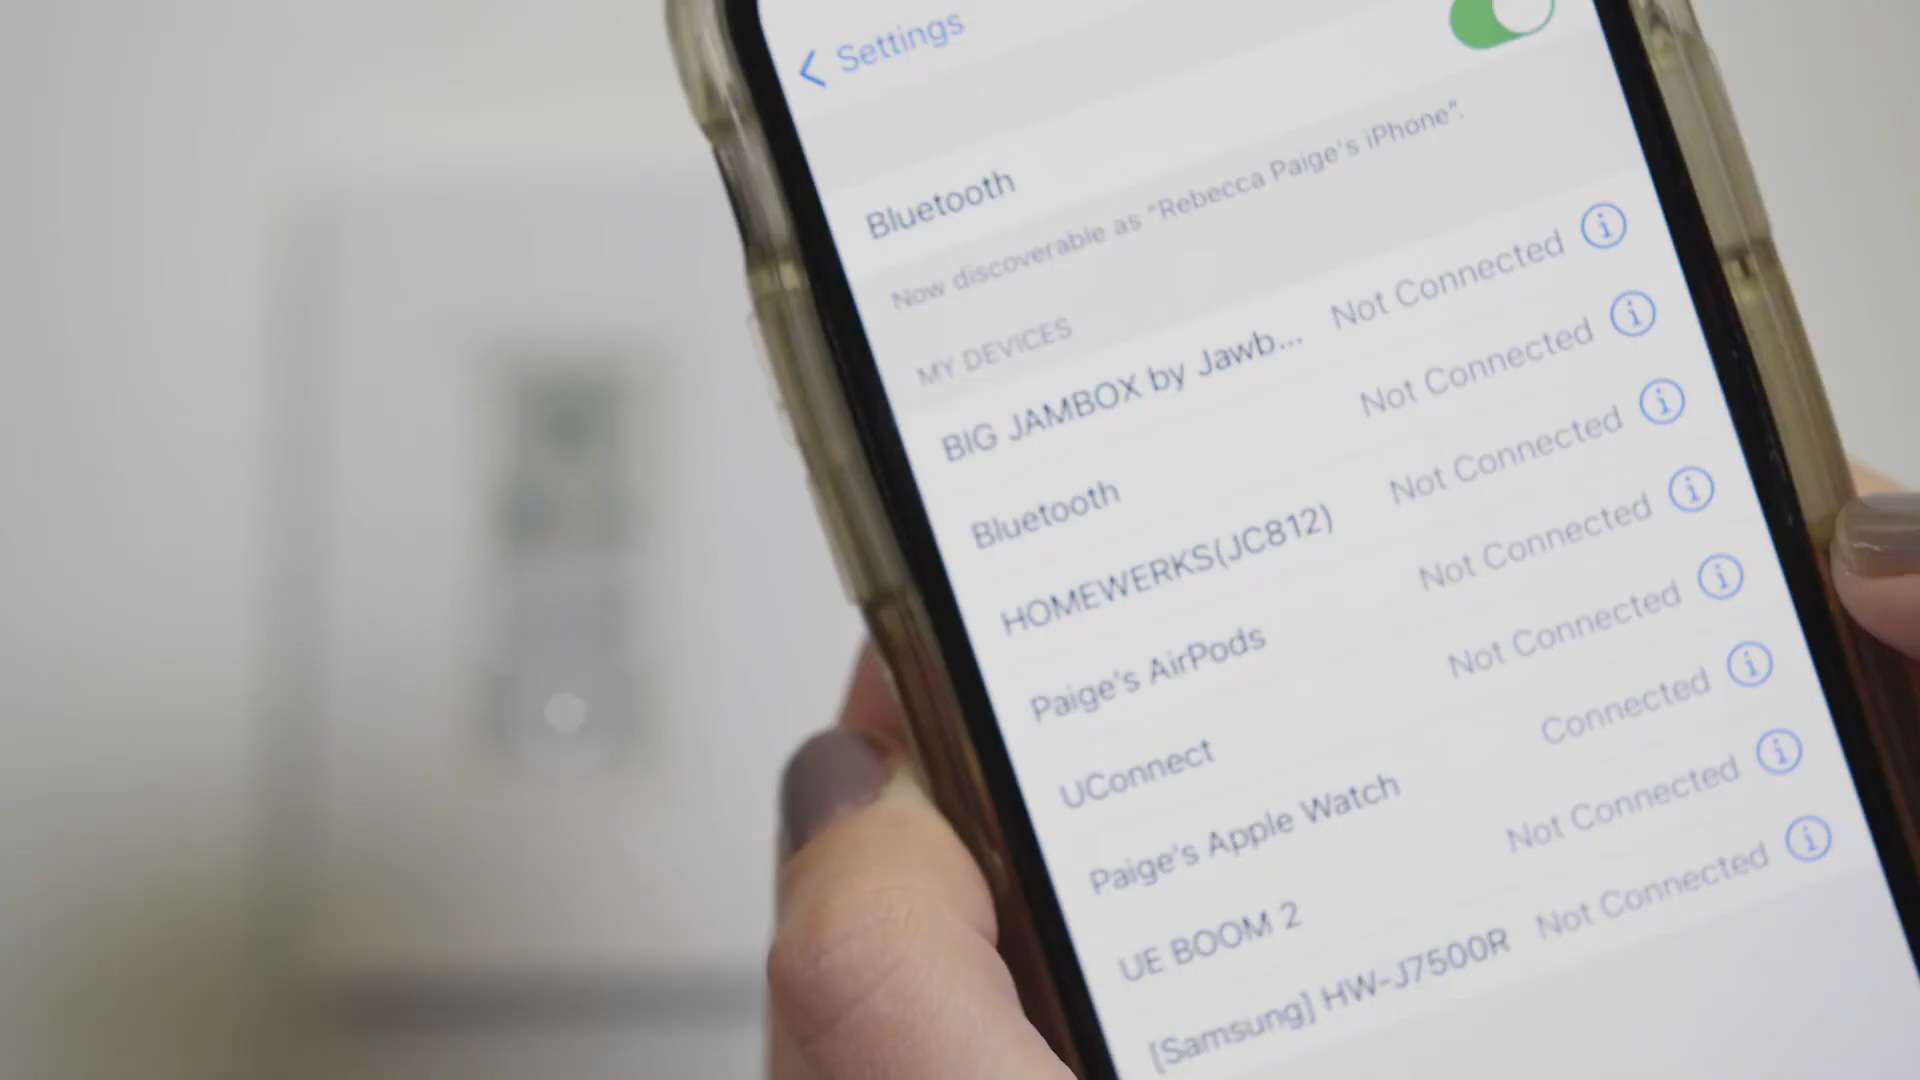 Settings
Bluetooth
Now discoverable as "Rebecca Paige's iPhone".
MY DEVICES
BIG JAMBOX by Jawb... Not Connected
Bluetooth Not Connected
HOMEWERKS(JC812) Not Connected
Paige's AirPods Not Connected
UConnect Not Connected
Paige's Apple Watch Connected
UE BOOM 2 Not Connected
[Samsung] HW-J7500R Not Connected